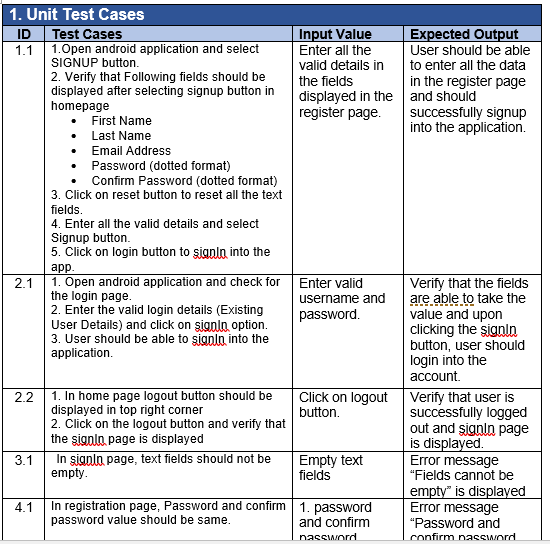 1. Unit Test Cases
ID Test Cases Input Value Expected Output
1.1
1.Open android application and select
SIGNUP button.
2. Verify that Following fields should be
displayed after selecting signup button in
homepage
• First Name
• Last Name
• Email Address
• Password (dotted format)
• Confirm Password (dotted format)
3. Click on reset button to reset all the text
fields.
4. Enter all the valid details and select
Signup button.
5. Click on login button to signIn into the
app.
Enter all the
valid details in
the fields
displayed in the
register page.
User should be able
to enter all the data
in the register page
and should
successfully signup
into the application.
2.1
1. Open android application and check for
the login page.
2. Enter the valid login details (Existing
User Details) and click on signIn option.
3. User should be able to signIn into the
application.
Enter valid
username and
password.
Verify that the fields
are able to take the
value and upon
clicking the signIn
button, user should
login into the
account.
2.2
1. In home page logout button should be
displayed in top right corner
2. Click on the logout button and verify that
the signIn page is displayed
Click on logout
button.
Verify that user is
successfully logged
out and signIn page
is displayed.
3.1
In signIn page, text fields should not be
empty.
Empty text
fields
Error message
“Fields cannot be
empty” is displayed
4.1
In registration page, Password and confirm
password value should be same.
1. password
and confirm
password
Error message
“Password and
confirm password